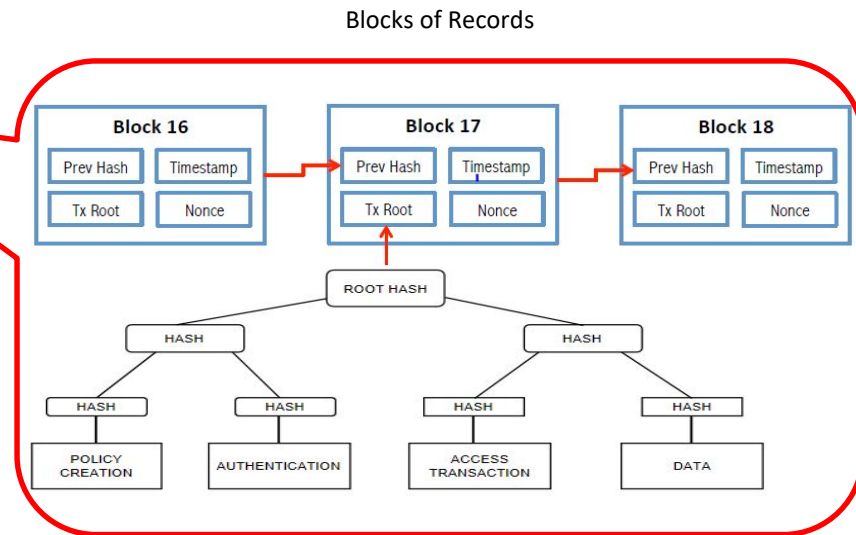 Blocks of Records
Block 16
Block 17
Block 18
Prev Hash
Timestamp
Prev Hash
Timestamp
Prev Hash
Timestamp
Tx Root
Nonce
Tx Root
Nonce
Tx Root
Nonce
ROOT HASH
HASH
HASH
HASH
HASH
HASH
HASH
POLICY
CREATION
AUTHENTICATION
ACCESS
TRANSACTION
DATA